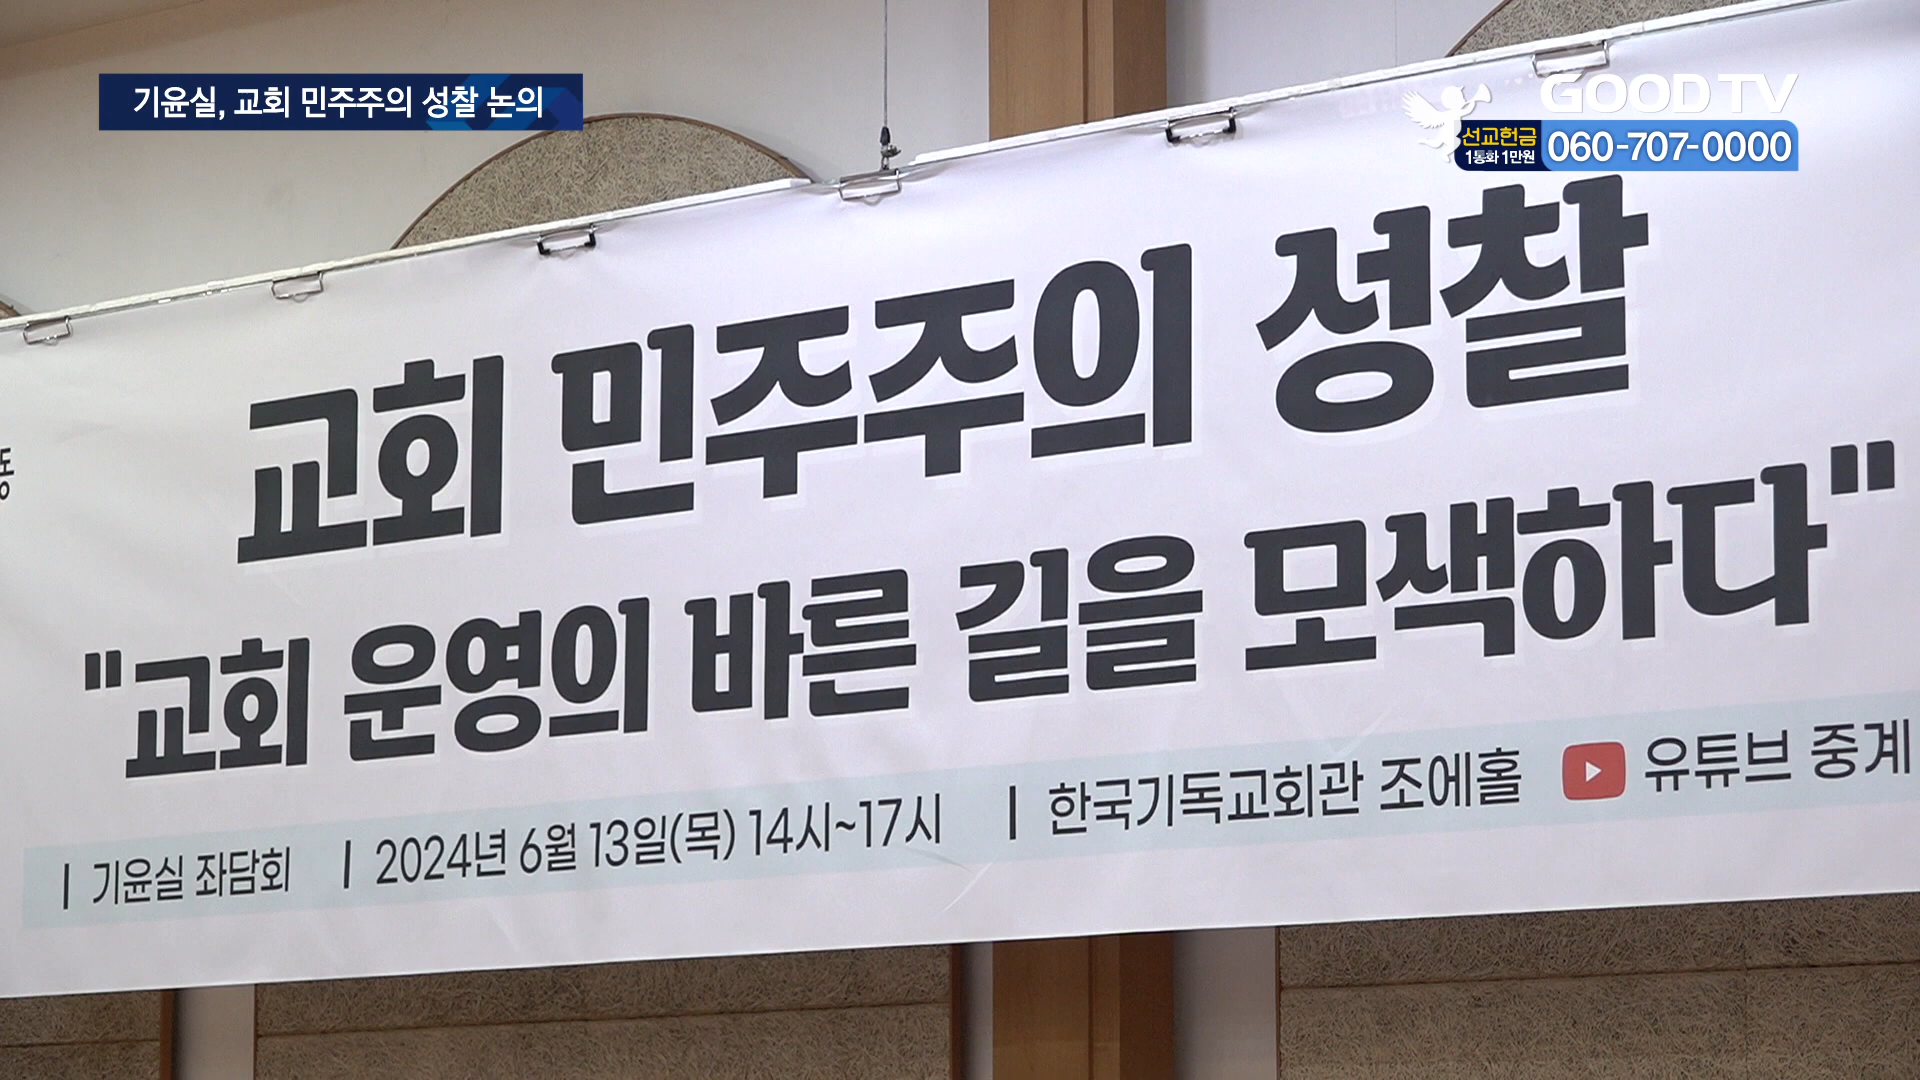 기윤실, 교회 민주주의 성찰 논의
GOODTV
선교헌금
1통화 1만원
060-707-0000
교회 민주주의 성찰
"교회 운영의 바른 길을 모색하다"
동
| 기윤실 좌담회 | 2024년 6월 13일(목) 14시~17시 | 한국기독교회관 조에홀 유튜브 중계